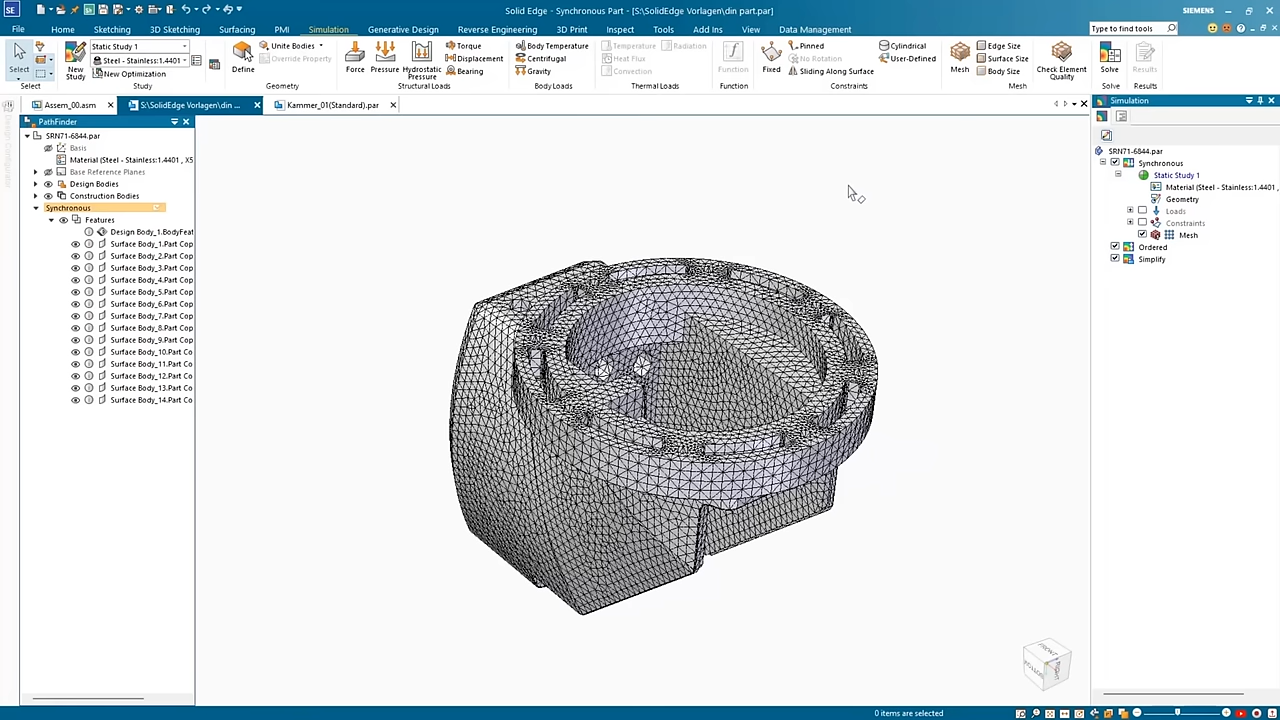 SE
Solid Edge - Synchronous Part - [S:\SolidEdge Vorlagen\din part.par]
SIEMENS
File Home Sketching 3D Sketching Surfacing PMI Simulation Generative Design Reverse Engineering 3D Print Inspect Tools Add Ins View Data Management
Type to find tools
Static Study 1 Unite Bodies Torque Body Temperature Temperature Radiation Pinned Cylindrical Edge Size
Steel - Stainless:1.4401 Override Property Displacement Centrifugal Heat Flux No Rotation User-Defined Surface Size
Select New Study New Optimization Define Force Pressure Hydrostatic Pressure Bearing Gravity Convection Function Fixed Sliding Along Surface Mesh Body Size Check Element Quality Solve Results
Select Study Geometry Structural Loads Body Loads Thermal Loads Function Constraints Mesh Solve Results
Assem_00.asm S:\SolidEdge Vorlagen\din ... Kammer_01(Standard).par
PathFinder
SRN71-6844.par
Basis
Material (Steel - Stainless:1.4401 , X5
Base Reference Planes
Design Bodies
Construction Bodies
Synchronous
Features
Design Body_1.BodyFeat
Surface Body_1.Part Cop
Surface Body_2.Part Cop
Surface Body_3.Part Cop
Surface Body_4.Part Cop
Surface Body_5.Part Cop
Surface Body_6.Part Cop
Surface Body_7.Part Cop
Surface Body_8.Part Cop
Surface Body_9.Part Cop
Surface Body_10.Part Co
Surface Body_11.Part Co
Surface Body_12.Part Co
Surface Body_13.Part Co
Surface Body_14.Part Co
Simulation
SRN71-6844.par
Synchronous
Static Study 1
Material (Steel - Stainless:1.4401 ,
Geometry
Loads
Constraints
Mesh
Ordered
Simplify
FRONT
RIGHT
0 items are selected